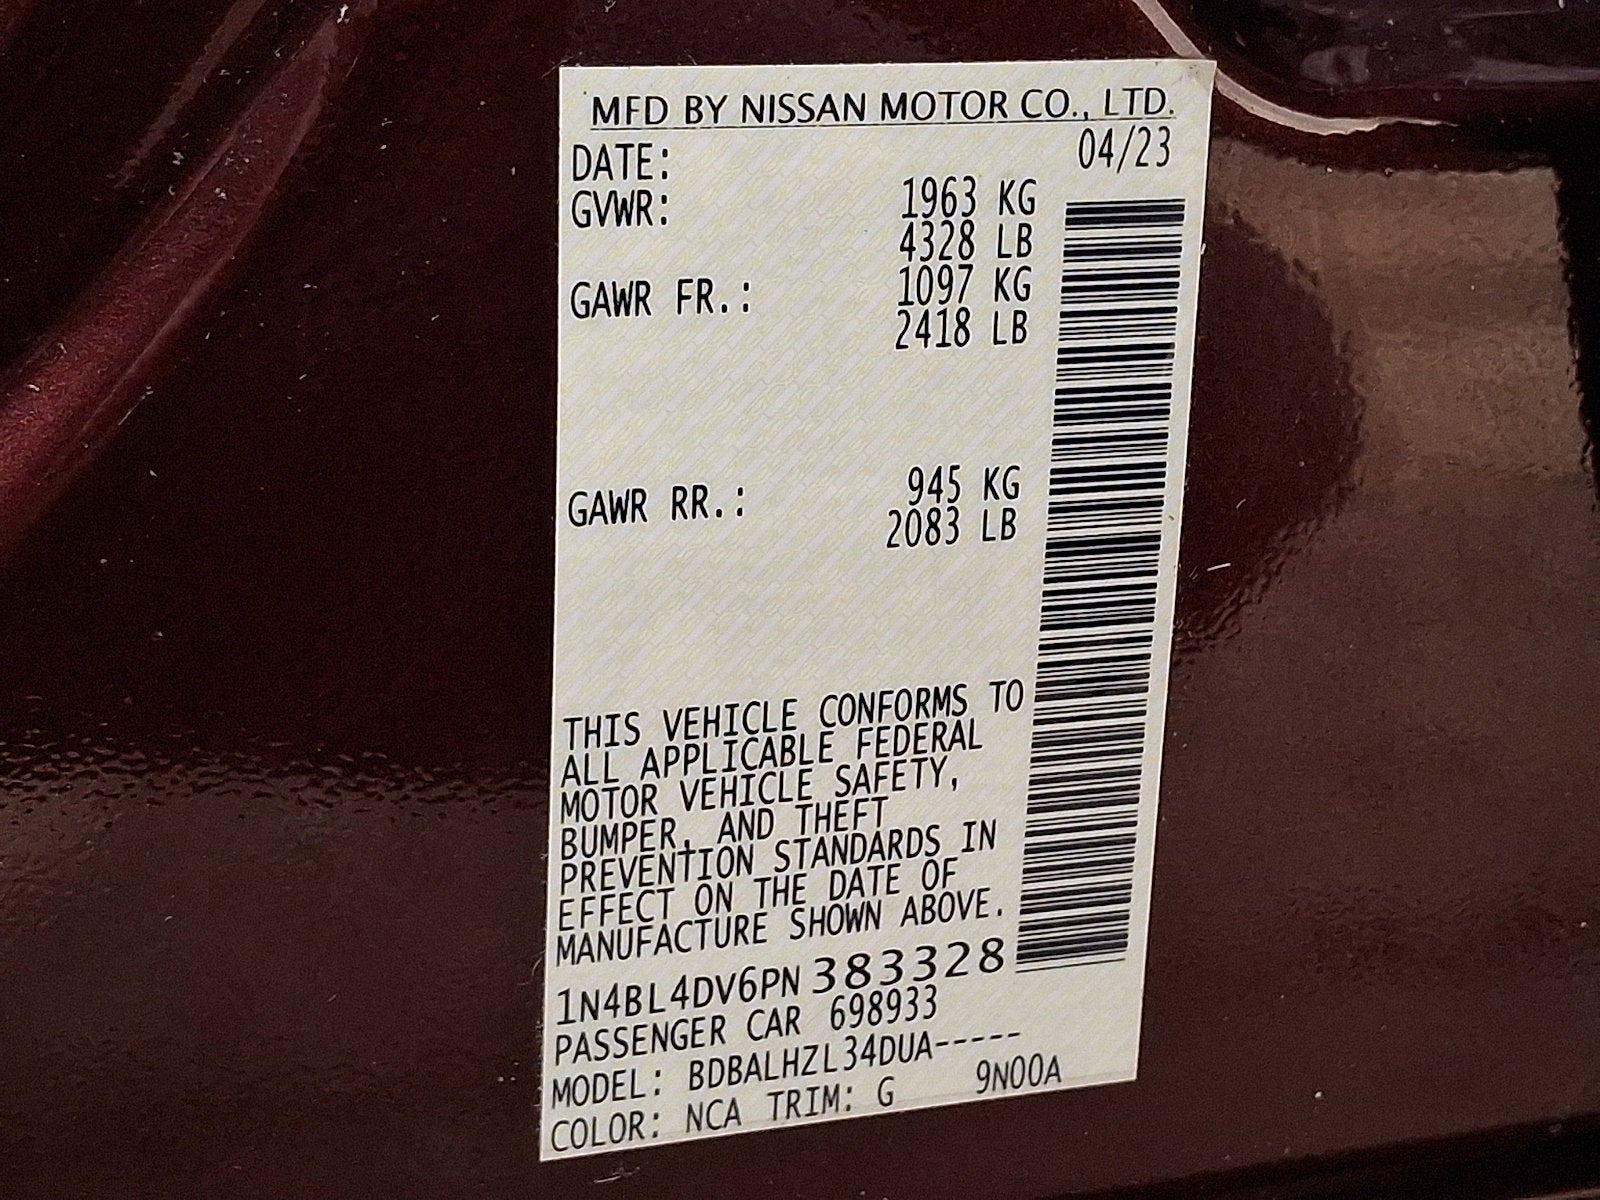 MFD BY NISSAN MOTOR CO., LTD.
DATE: 04/23
GVWR: 1963 KG
4328 LB
GAWR FR.: 1097 KG
2418 LB
GAWR RR.: 945 KG
2083 LB
THIS VEHICLE CONFORMS TO
ALL APPLICABLE FEDERAL
MOTOR VEHICLE SAFETY,
BUMPER, AND THEFT
PREVENTION STANDARDS IN
EFFECT ON THE DATE OF
MANUFACTURE SHOWN ABOVE.
1N4BL4DV6PN383328
PASSENGER CAR 698933
MODEL: BDBALHZL34DUA-----
COLOR: NCA TRIM: G 9N00A